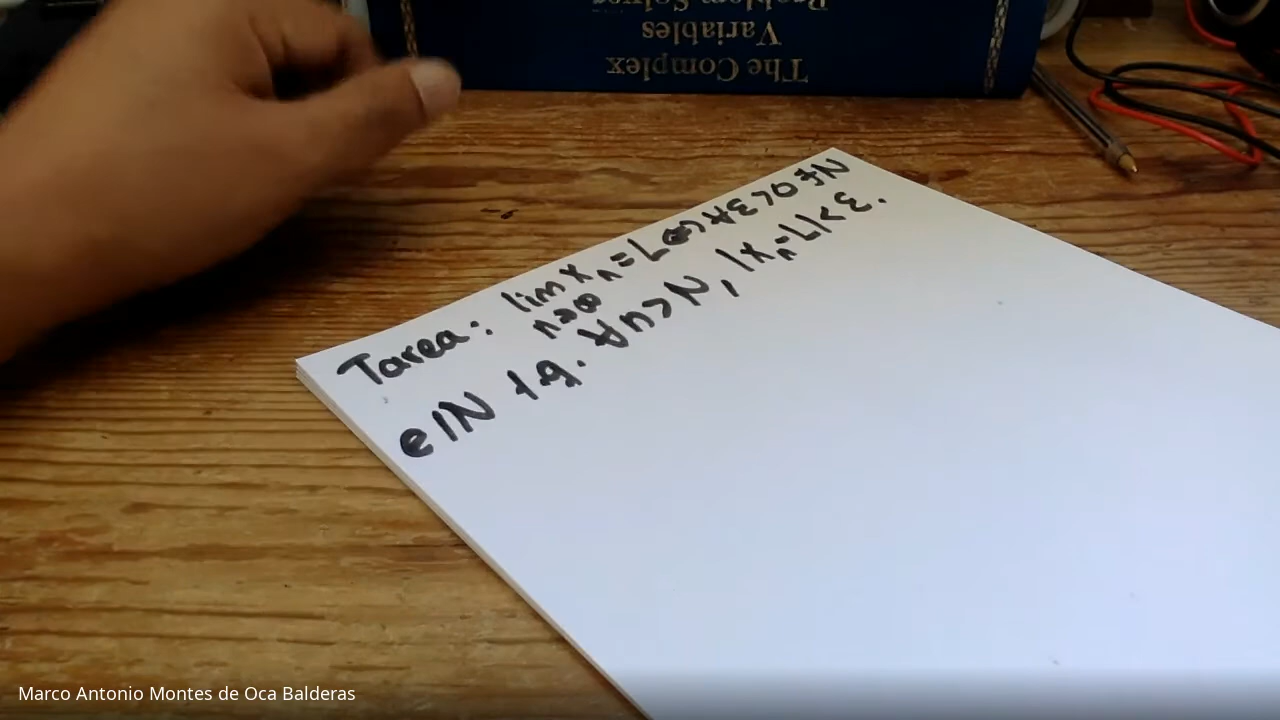 The Complex
Variables
Problem Solver
Tarea: lim xₙ = L ⇔ ∀ε>0 ∃N
n→∞
∈ℕ t.q. ∀n>N, |xₙ-L|<ε.
Marco Antonio Montes de Oca Balderas